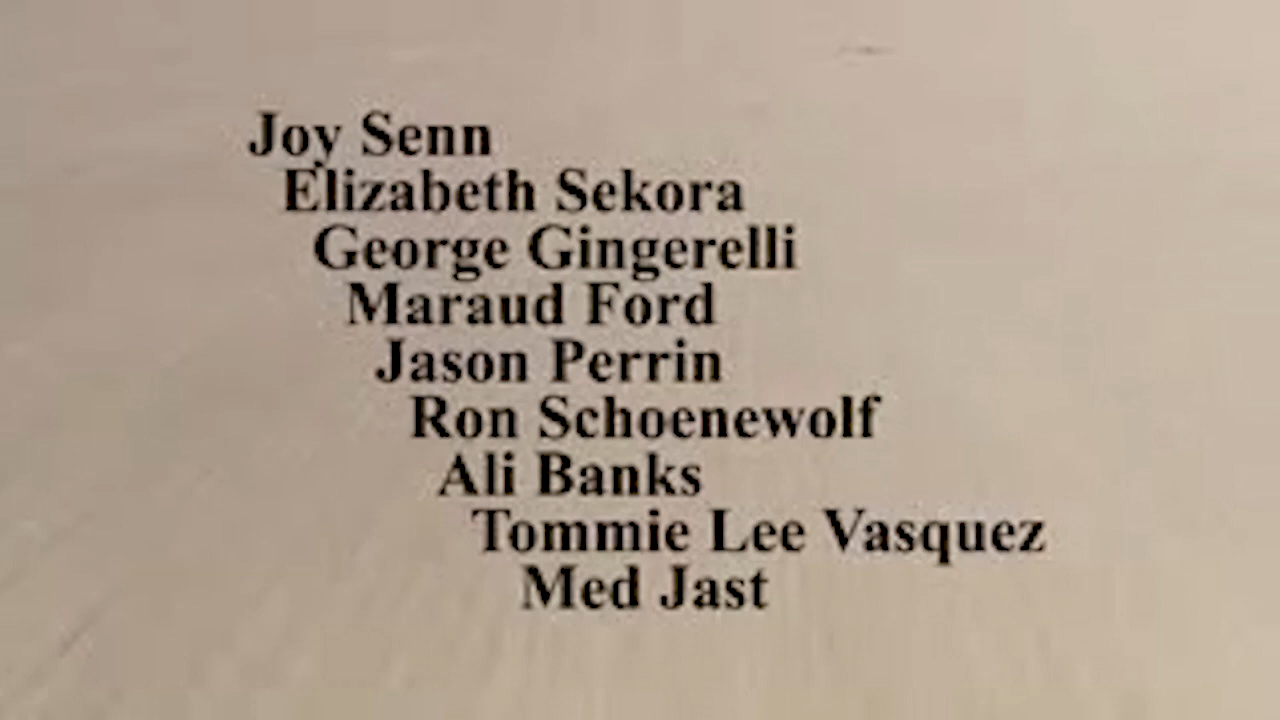 Joy Senn
Elizabeth Sekora
George Gingerelli
Maraud Ford
Jason Perrin
Ron Schoenewolf
Ali Banks
Tommie Lee Vasquez
Med Jast